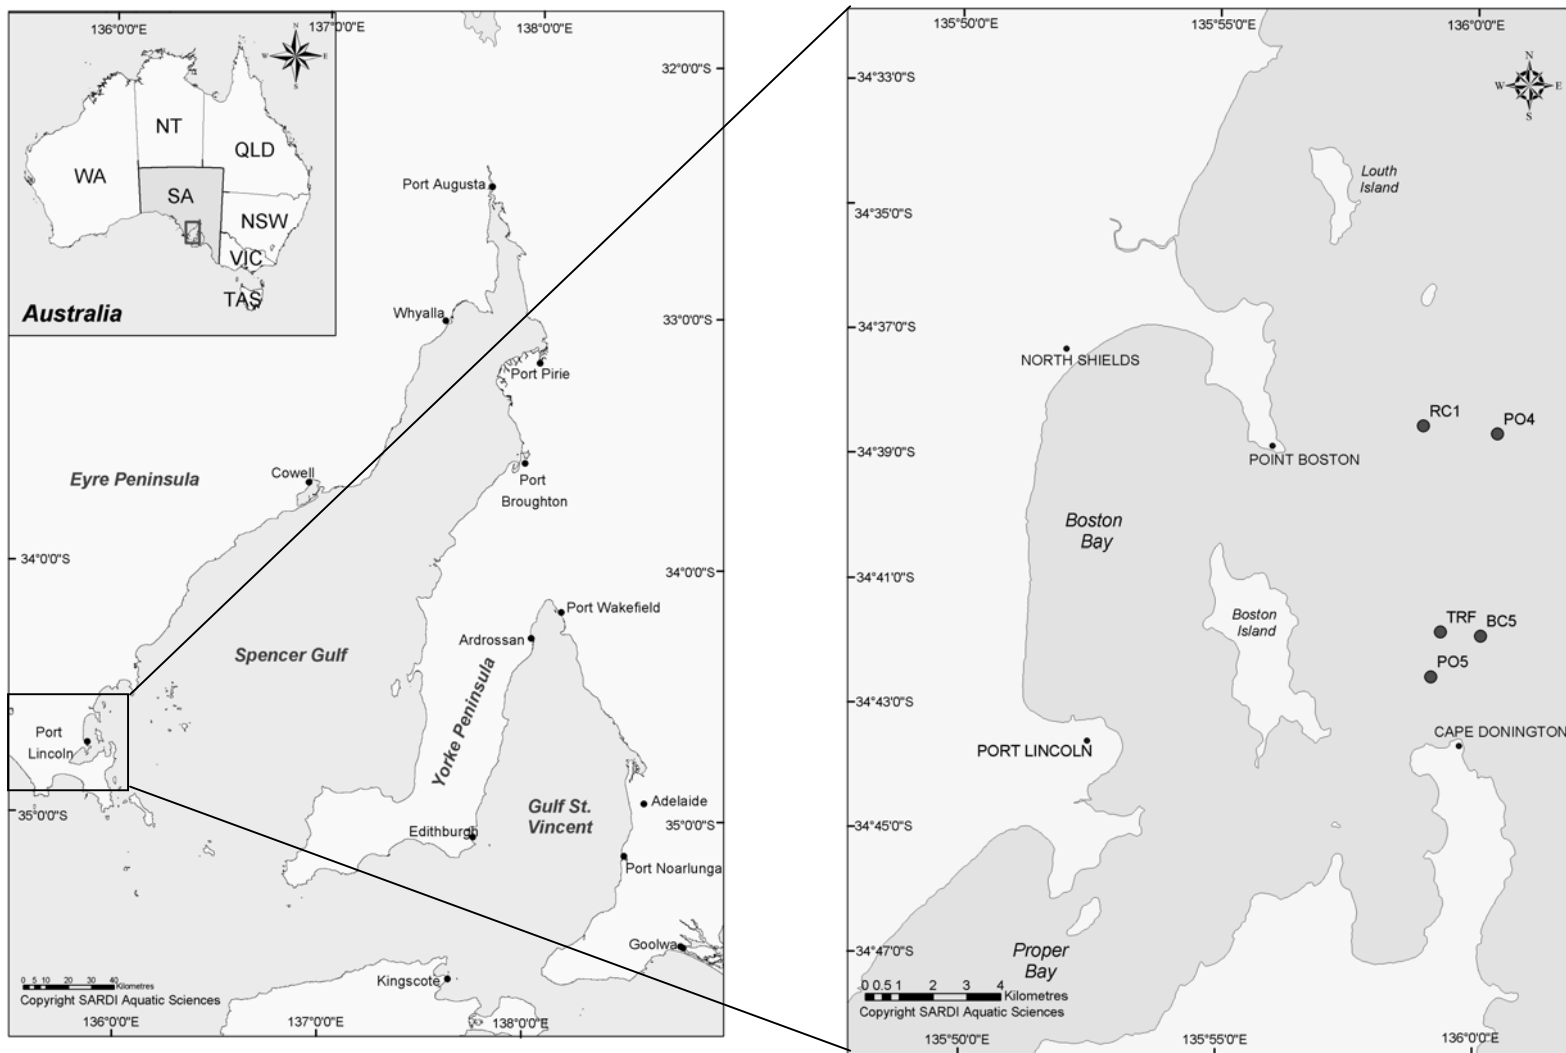 136°0'0"E
137°0'0"E
138°0'0"E
N
W
E
S
NT
QLD
WA
SA
NSW
VIC
TAS
Australia
32°0'0"S
Port Augusta
Whyalla
33°0'0"S
Port Pirie
Eyre Peninsula
Cowell
Port
Broughton
34°0'0"S
34°0'0"S
Port Wakefield
Ardrossan
Spencer Gulf
Yorke Peninsula
Port
Lincoln
Gulf St.
Vincent
Adelaide
35°0'0"S
35°0'0"S
Edithburgh
Port Noarlunga
Goolwa
Kingscote
0 5 10 20 30 40
Kilometres
Copyright SARDI Aquatic Sciences
136°0'0"E
137°0'0"E
138°0'0"E
135°50'0"E
135°55'0"E
136°0'0"E
34°33'0"S
N
W
E
S
Louth
Island
34°35'0"S
34°37'0"S
NORTH SHIELDS
RC1
PO4
34°39'0"S
POINT BOSTON
Boston
Bay
34°41'0"S
Boston
Island
TRF
BC5
PO5
34°43'0"S
CAPE DONINGTON
PORT LINCOLN
34°45'0"S
34°47'0"S
Proper
Bay
0 0.5 1 2 3 4
Kilometres
Copyright SARDI Aquatic Sciences
135°50'0"E
135°55'0"E
136°0'0"E